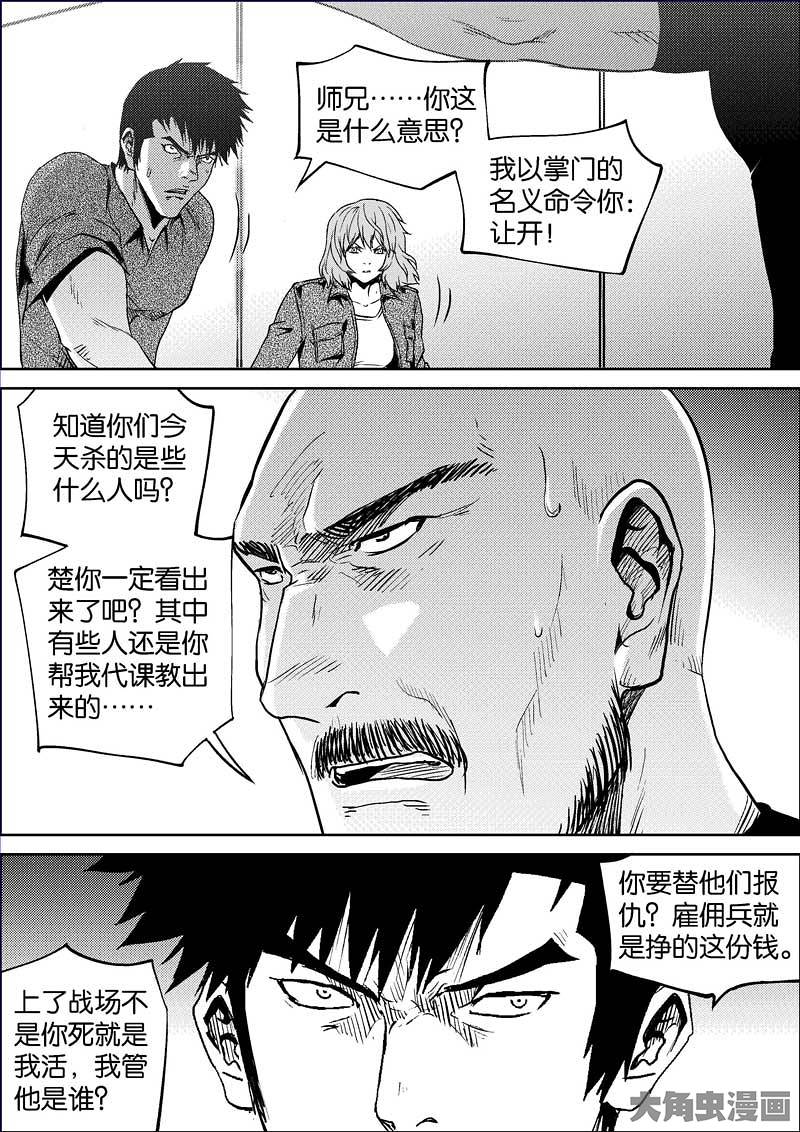 师兄……你这
是什么意思？
我以掌门的
名义命令你：
让开！
知道你们今
天杀的是些
什么人吗？
楚你一定看出
来了吧？其中
有些人还是你
帮我代课教出
来的……
你要替他们报
仇？雇佣兵就
是挣的这份钱。
上了战场不
是你死就是
我活，我管
他是谁？
大角虫漫画